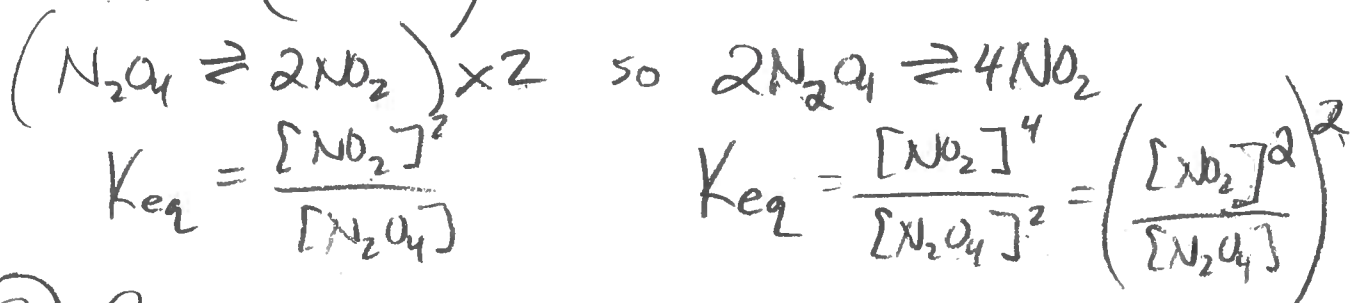 (N₂O₄ ⇌ 2NO₂) ×2 so 2N₂O₄ ⇌ 4NO₂
Keq = [NO₂]² / [N₂O₄] Keq = [NO₂]⁴ / [N₂O₄]² = ([NO₂]² / [N₂O₄])²